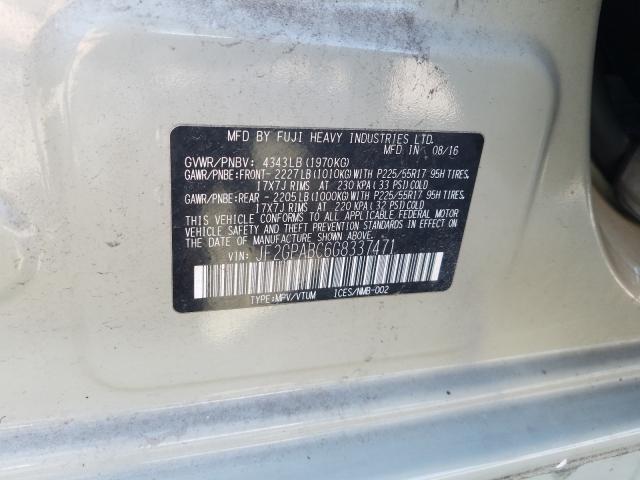 MFD BY FUJI HEAVY INDUSTRIES LTD.
MFD IN 08/16
GVWR/PNBV: 4343LB(1970KG)
GAWR/PNBE:FRONT- 2227LB(1010KG)WITH P225/55R17 95H TIRES,
17X7J RIMS AT 230 KPA(33 PSI)COLD
GAWR/PNBE:REAR - 2205LB(1000KG)WITH P225/55R17 95H TIRES,
17X7J RIMS AT 220 KPA(32 PSI)COLD
THIS VEHICLE CONFORMS TO ALL APPLICABLE FEDERAL MOTOR
VEHICLE SAFETY AND BUMPER STANDARDS IN EFFECT ON THE
DATE OF MANUFACTURE SHOWN ABOVE.
VIN: JF2GPABC6G8337471
TYPE:MPV/VTUM ICES/NMB-002